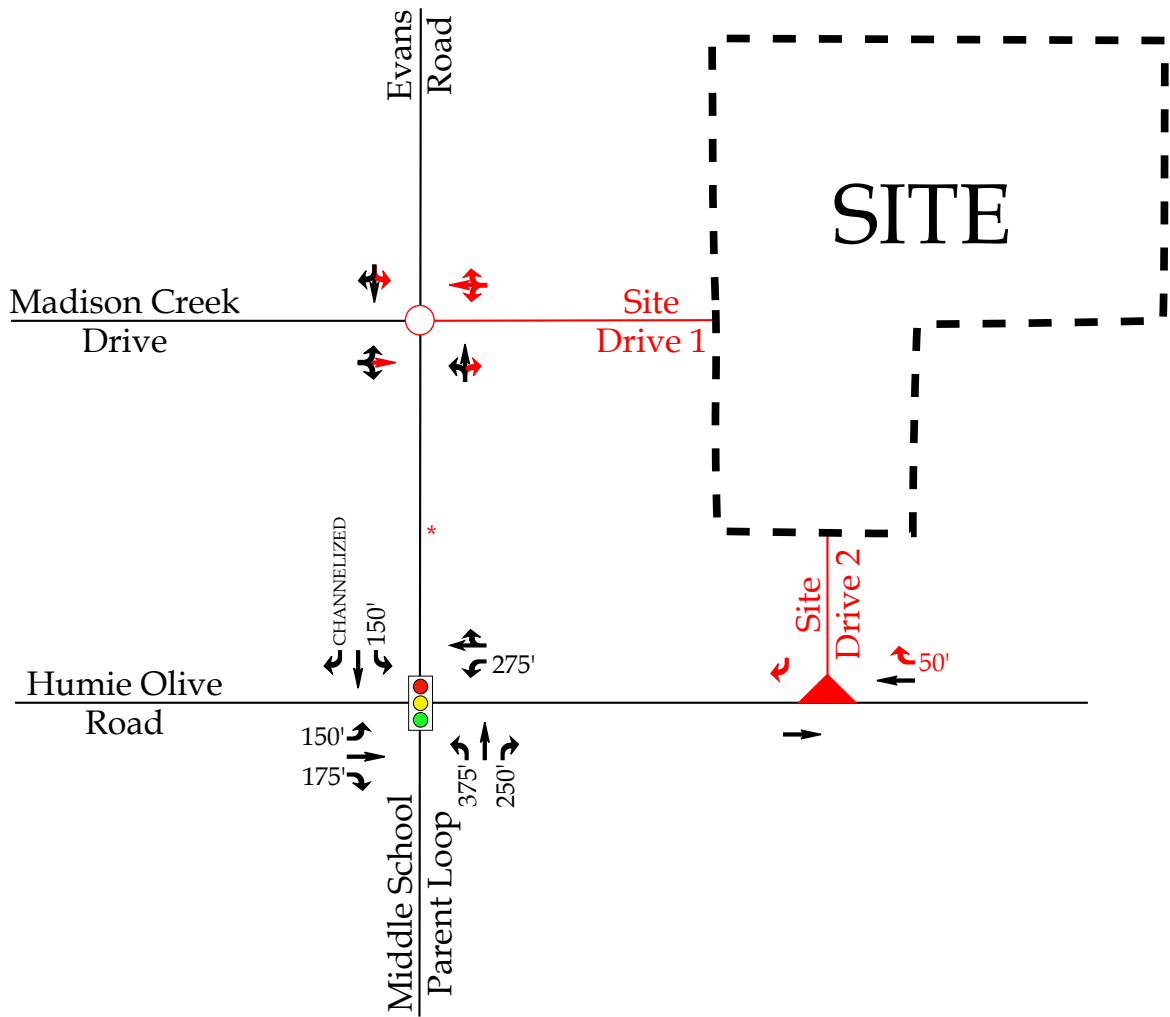 Evans
Road
SITE
Madison Creek
Drive
Site
Drive 1
*
CHANNELIZED
150'
Site
Drive 2
275'
50'
Humie Olive
Road
150'
175'
375'
250'
Middle School
Parent Loop